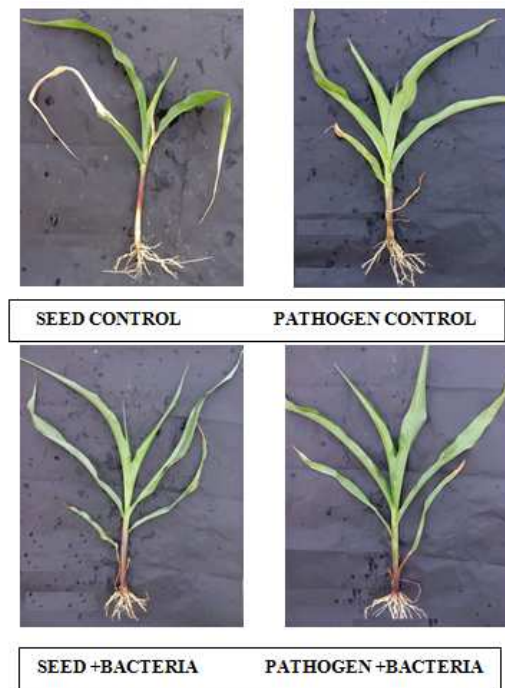 SEED CONTROL PATHOGEN CONTROL
SEED +BACTERIA PATHOGEN +BACTERIA